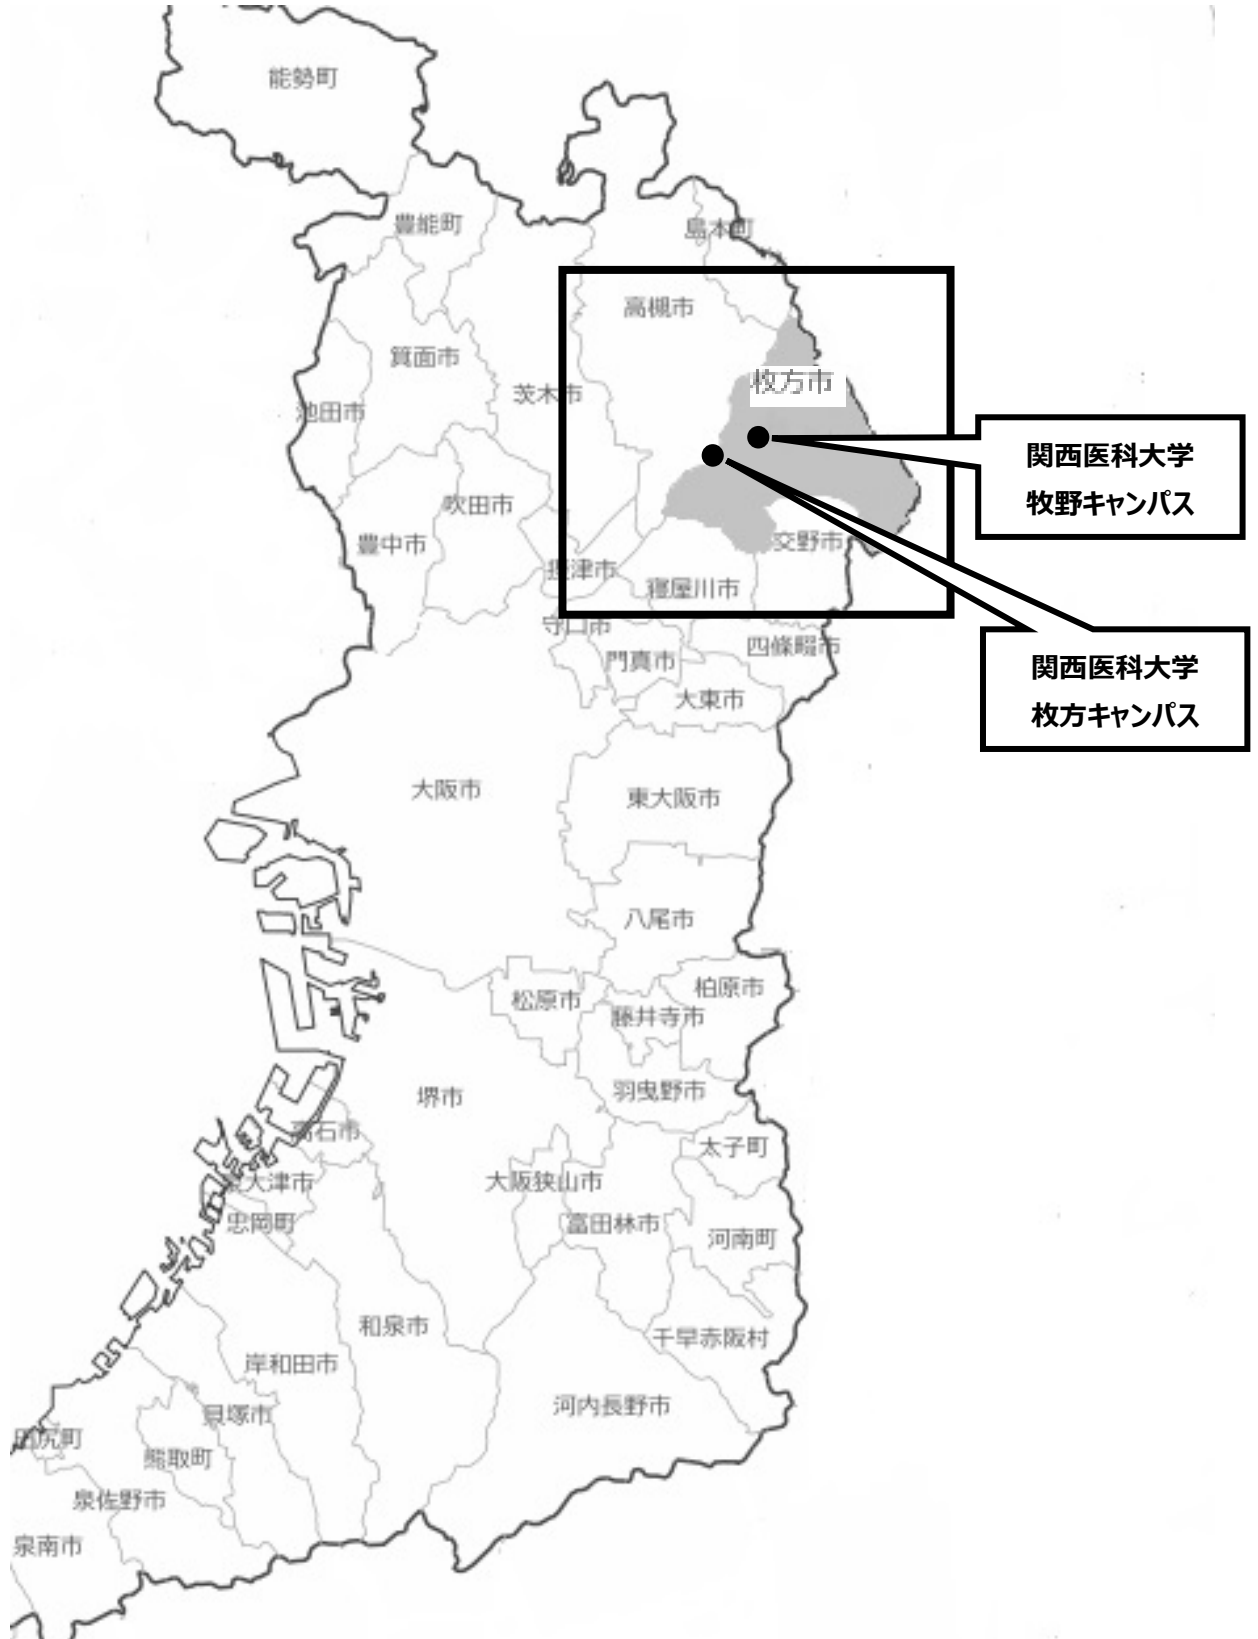 能勢町
豊能町
島本町
高槻市
箕面市
枚方市
茨木市
池田市
関西医科大学
牧野キャンパス
吹田市
豊中市
交野市
摂津市
寝屋川市
守口市
四條畷市
門真市
関西医科大学
枚方キャンパス
大東市
大阪市
東大阪市
八尾市
柏原市
松原市
藤井寺市
羽曳野市
堺市
高石市
太子町
大津市
大阪狭山市
忠岡町
富田林市
河南町
和泉市
千早赤阪村
岸和田市
河内長野市
貝塚市
田尻町
熊取町
泉佐野市
泉南市